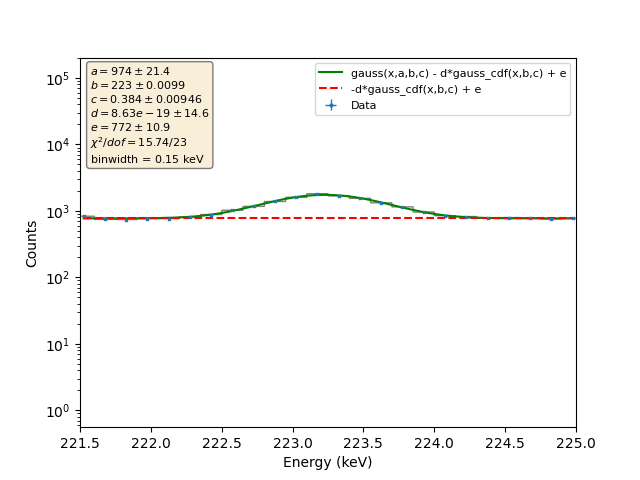 a = 974 ± 21.4
b = 223 ± 0.0099
c = 0.384 ± 0.00946
d = 8.63e − 19 ± 14.6
e = 772 ± 10.9
χ²/dof = 15.74/23
binwidth = 0.15 keV
gauss(x,a,b,c) - d*gauss_cdf(x,b,c) + e
-d*gauss_cdf(x,b,c) + e
Data
10⁵
10⁴
10³
10²
10¹
10⁰
Counts
221.5 222.0 222.5 223.0 223.5 224.0 224.5 225.0
Energy (keV)